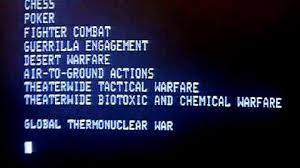 CHESS
POKER
FIGHTER COMBAT
GUERRILLA ENGAGEMENT
DESERT WARFARE
AIR-TO-GROUND ACTIONS
THEATERWIDE TACTICAL WARFARE
THEATERWIDE BIOTOXIC AND CHEMICAL WARFARE
GLOBAL THERMONUCLEAR WAR